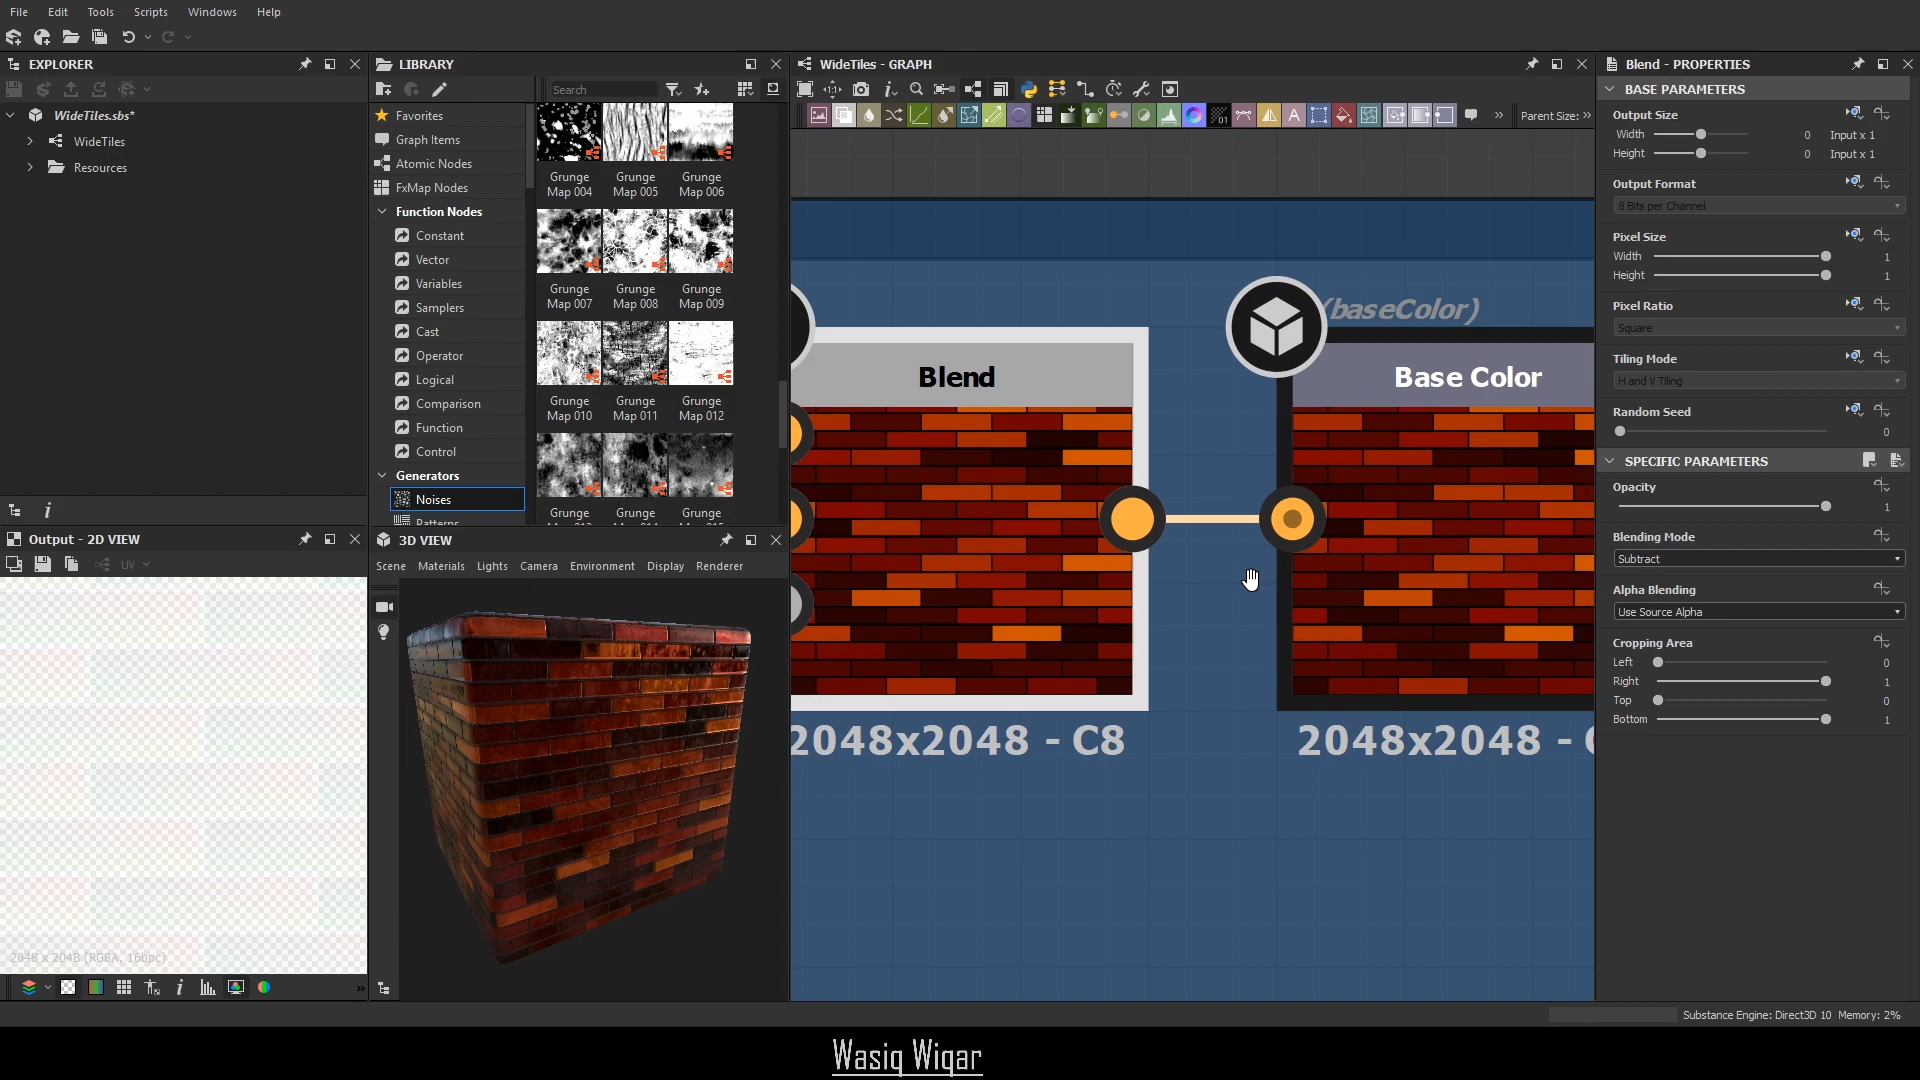 File Edit Tools Scripts Windows Help
EXPLORER
WideTiles.sbs*
WideTiles
Resources
Output - 2D VIEW
UV
2048 x 2048 (RGBA, 16bpc)
LIBRARY
Search
Favorites
Graph Items
Atomic Nodes
FxMap Nodes
Function Nodes
Constant
Vector
Variables
Samplers
Cast
Operator
Logical
Comparison
Function
Control
Generators
Noises
Patterns
Grunge Map 004
Grunge Map 005
Grunge Map 006
Grunge Map 007
Grunge Map 008
Grunge Map 009
Grunge Map 010
Grunge Map 011
Grunge Map 012
Grunge
Grunge
Grunge
3D VIEW
Scene Materials Lights Camera Environment Display Renderer
WideTiles - GRAPH
Parent Size:
Blend
2048x2048 - C8
(baseColor)
Base Color
2048x2048 -
Blend - PROPERTIES
BASE PARAMETERS
Output Size
Width 0 Input x 1
Height 0 Input x 1
Output Format
8 Bits per Channel
Pixel Size
Width 1
Height 1
Pixel Ratio
Square
Tiling Mode
H and V Tiling
Random Seed
0
SPECIFIC PARAMETERS
Opacity
1
Blending Mode
Subtract
Alpha Blending
Use Source Alpha
Cropping Area
Left 0
Right 1
Top 0
Bottom 1
Substance Engine: Direct3D 10 Memory: 2%
Wasiq Wiqar